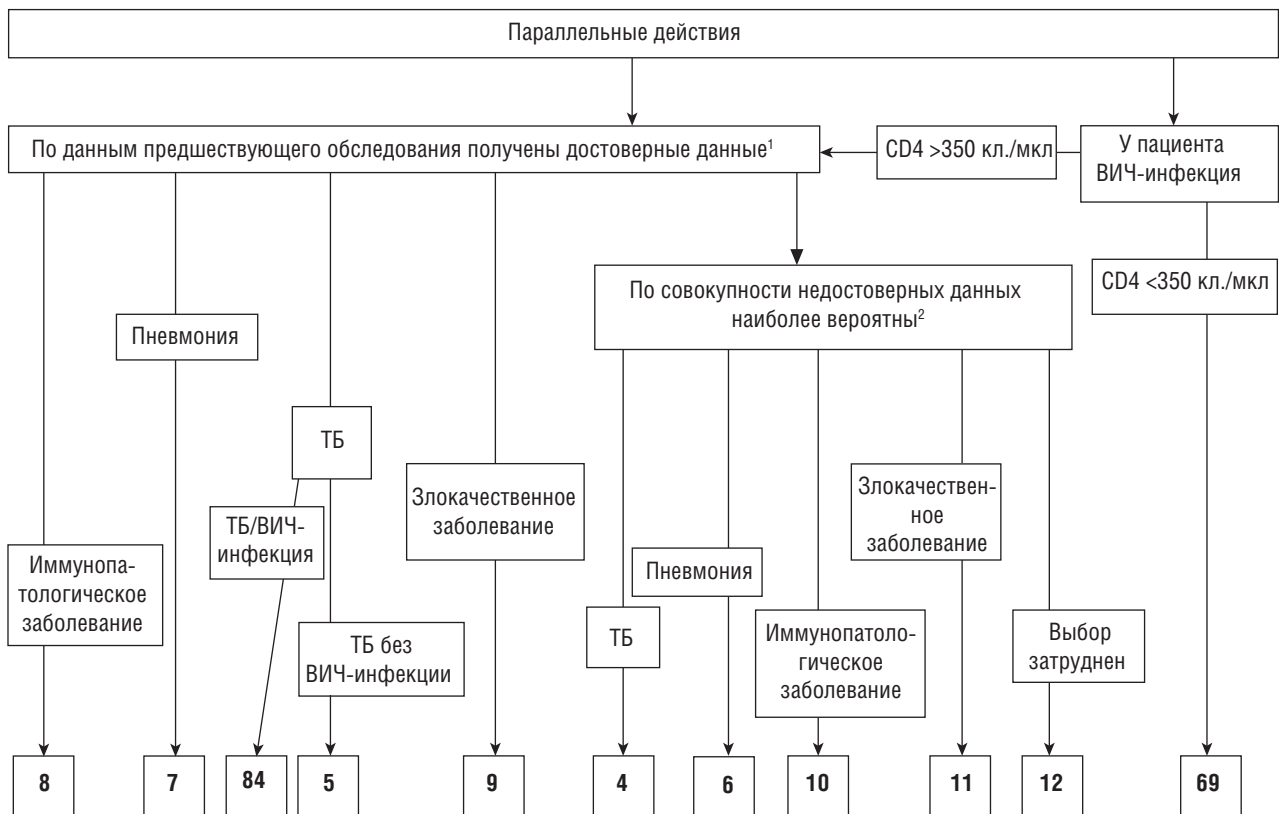 Параллельные действия
По данным предшествующего обследования получены достоверные данные¹
CD4 >350 кл./мкл
У пациента
ВИЧ-инфекция
CD4 <350 кл./мкл
По совокупности недостоверных данных
наиболее вероятны²
Пневмония
ТБ
Злокачественное
заболевание
Злокачествен-
ное
заболевание
ТБ/ВИЧ-
инфекция
Иммунопа-
тологическое
заболевание
Пневмония
ТБ
ТБ без
ВИЧ-инфекции
Иммунопатоло-
гическое
заболевание
Выбор
затруднен
8
7
84
5
9
4
6
10
11
12
69